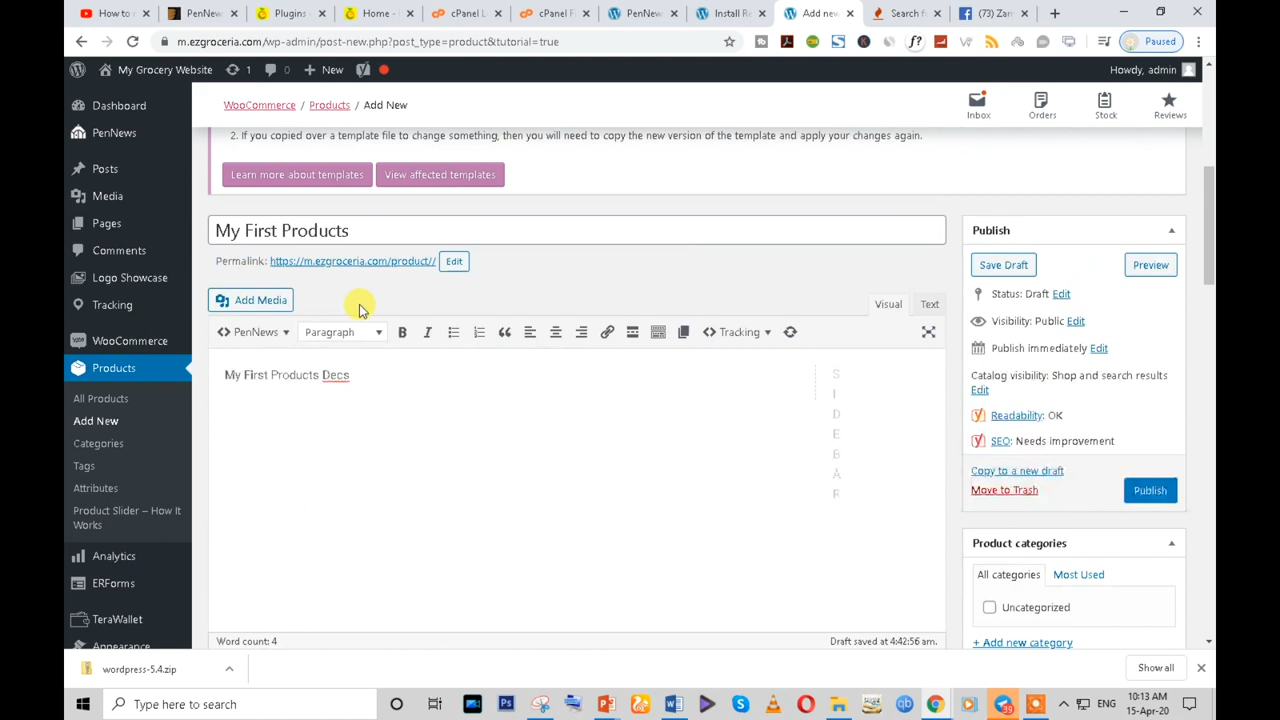 How to r
PenNew
Plugins
Home -
cPanel L
cPanel F
PenNew
Install Re
Add new
Search f
(73) Zam
m.ezgroceria.com/wp-admin/post-new.php?post_type=product&tutorial=true
Paused
My Grocery Website
1
0
New
Howdy, admin
Dashboard
PenNews
Posts
Media
Pages
Comments
Logo Showcase
Tracking
WooCommerce
Products
All Products
Add New
Categories
Tags
Attributes
Product Slider – How It
Works
Analytics
ERForms
TeraWallet
Appearance
WooCommerce / Products / Add New
Inbox
Orders
Stock
Reviews
2. If you copied over a template file to change something, then you will need to copy the new version of the template and apply your changes again.
Learn more about templates
View affected templates
My First Products
Permalink: https://m.ezgroceria.com/product// Edit
Add Media
Visual
Text
PenNews
Paragraph
Tracking
My First Products Decs
S
I
D
E
B
A
R
Word count: 4
Draft saved at 4:42:56 am.
Publish
Save Draft
Preview
Status: Draft Edit
Visibility: Public Edit
Publish immediately Edit
Catalog visibility: Shop and search results
Edit
Readability: OK
SEO: Needs improvement
Copy to a new draft
Move to Trash
Publish
Product categories
All categories
Most Used
Uncategorized
+ Add new category
wordpress-5.4.zip
Show all
Type here to search
39
ENG
10:13 AM
15-Apr-20